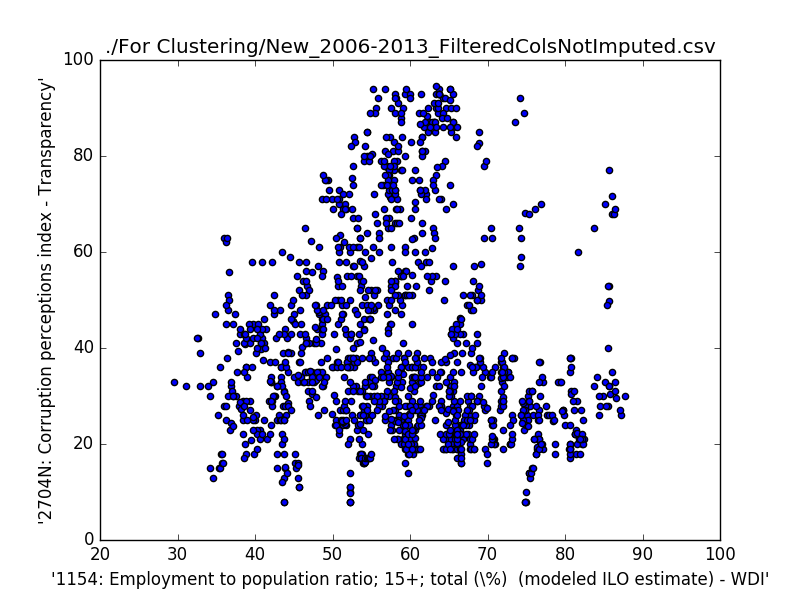 ./For Clustering/New_2006-2013_FilteredColsNotImputed.csv
'2704N: Corruption perceptions index - Transparency'
100
80
60
40
20
0
20 30 40 50 60 70 80 90 100
'1154: Employment to population ratio; 15+; total (\%)  (modeled ILO estimate) - WDI'